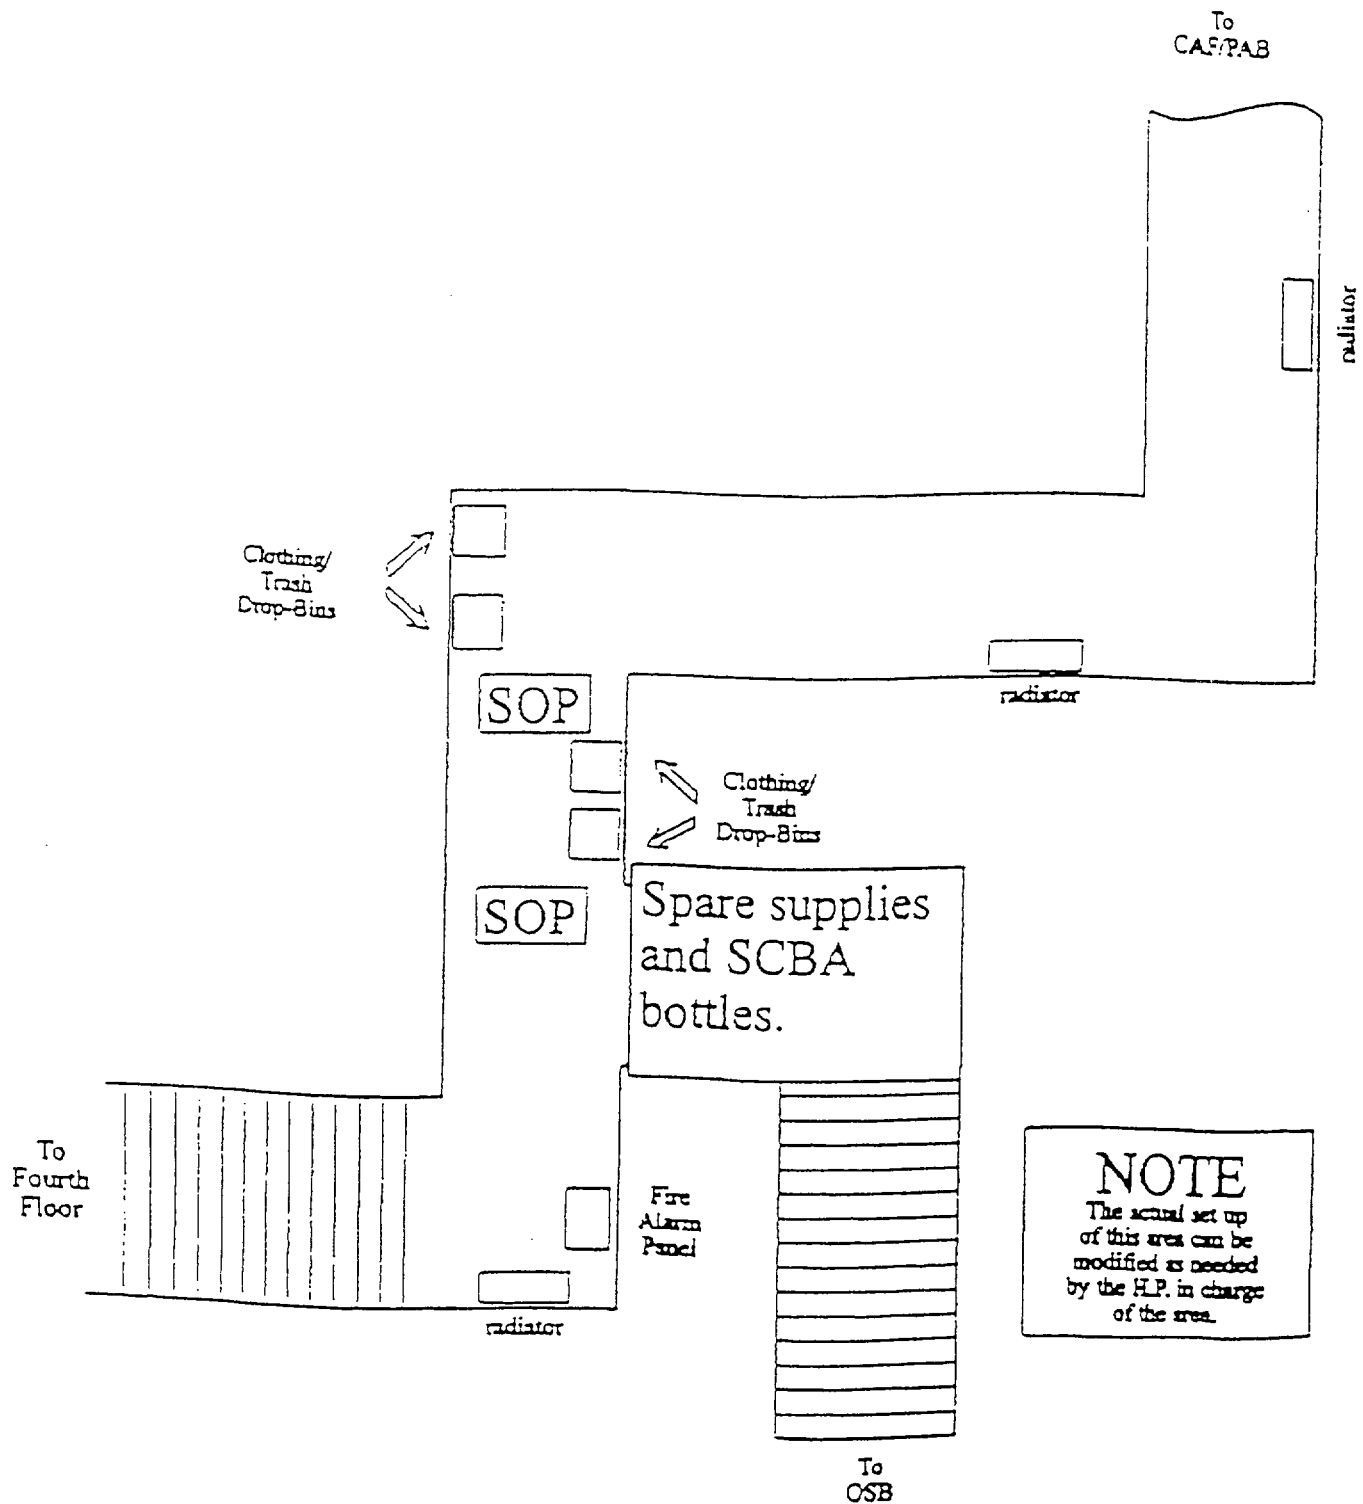 To
CAF/PAB
radiator
Clothing/
Trash
Drop-Bins
radiator
SOP
Clothing/
Trash
Drop-Bins
SOP
Spare supplies
and SCBA
bottles.
To
Fourth
Floor
Fire
Alarm
Panel
radiator
NOTE
The actual set up
of this area can be
modified as needed
by the H.P. in charge
of the area.
To
OSB